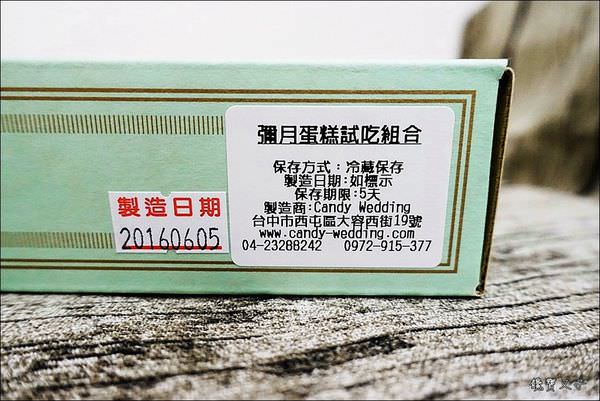 彌月蛋糕試吃組合
保存方式：冷藏保存
製造日期:如標示
保存期限:5天
製造商:Candy Wedding
台中市西屯區大容西街19號
www.candy-wedding.com
04-23288242 0972-915-377
製造日期
20160605